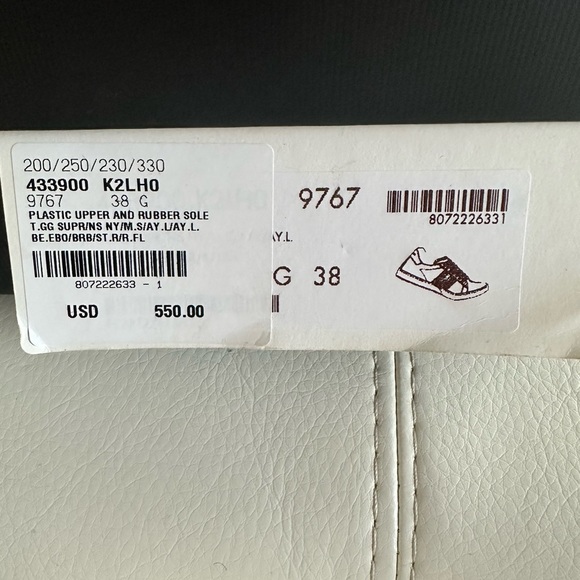 200/250/230/330
433900 K2LH0
9767 38 G
PLASTIC UPPER AND RUBBER SOLE
T.GG SUPR/NS NY/M.S/AY.L/AY.L.
BE.EBO/BRB/ST.R/R.FL
807222633 - 1
USD 550.00
9767
8072226331
AY.L.
G 38